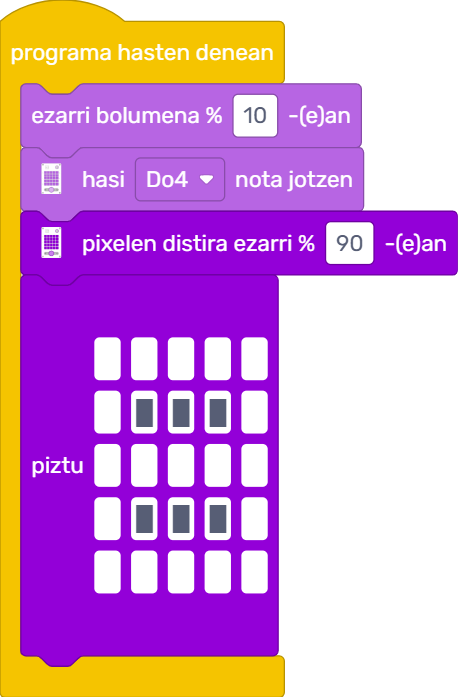 programa hasten denean
ezarri bolumena % 10 -(e)an
hasi Do4 nota jotzen
pixelen distira ezarri % 90 -(e)an
piztu